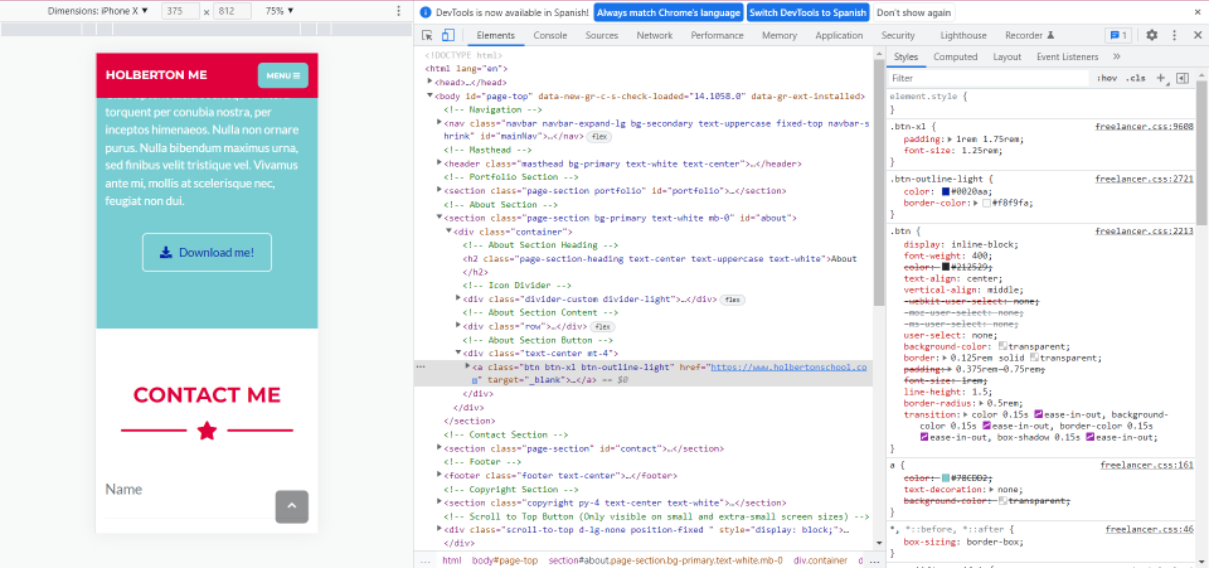 Dimensions: iPhone X ▼ 375 x 812 75% ▼
DevTools is now available in Spanish! Always match Chrome's language Switch DevTools to Spanish Don't show again
Elements Console Sources Network Performance Memory Application Security Lighthouse Recorder 1
HOLBERTON ME MENU
torquent per conubia nostra, per
inceptos himenaeos. Nulla non ornare
purus. Nulla bibendum maximus urna,
sed finibus velit tristique vel. Vivamus
ante mi, mollis at scelerisque nec,
feugiat non dui.
Download me!
CONTACT ME
Name
<!DOCTYPE html>
<html lang="en">
<head>…</head>
<body id="page-top" data-new-gr-c-s-check-loaded="14.1058.0" data-gr-ext-installed>
<!-- Navigation -->
<nav class="navbar navbar-expand-lg bg-secondary text-uppercase fixed-top navbar-s
hrink" id="mainNav">…</nav> flex
<!-- Masthead -->
<header class="masthead bg-primary text-white text-center">…</header>
<!-- Portfolio Section -->
<section class="page-section portfolio" id="portfolio">…</section>
<!-- About Section -->
<section class="page-section bg-primary text-white mb-0" id="about">
<div class="container">
<!-- About Section Heading -->
<h2 class="page-section-heading text-center text-uppercase text-white">About
</h2>
<!-- Icon Divider -->
<div class="divider-custom divider-light">…</div> flex
<!-- About Section Content -->
<div class="row">…</div> flex
<!-- About Section Button -->
<div class="text-center mt-4">
… <a class="btn btn-xl btn-outline-light" href="https://www.holbertonschool.co
m" target="_blank">…</a> == $0
</div>
</div>
</section>
<!-- Contact Section -->
<section class="page-section" id="contact">…</section>
<!-- Footer -->
<footer class="footer text-center">…</footer>
<!-- Copyright Section -->
<section class="copyright py-4 text-center text-white">…</section>
<!-- Scroll to Top Button (Only visible on small and extra-small screen sizes) -->
<div class="scroll-to-top d-lg-none position-fixed " style="display: block;">…
</div>
… html body#page-top section#about.page-section.bg-primary.text-white.mb-0 div.container d …
Styles Computed Layout Event Listeners »
Filter :hov .cls +
element.style {
}
.btn-xl { freelancer.css:9608
padding: 1rem 1.75rem;
font-size: 1.25rem;
}
.btn-outline-light { freelancer.css:2721
color: #0020aa;
border-color: #f8f9fa;
}
.btn { freelancer.css:2213
display: inline-block;
font-weight: 400;
color: #212529;
text-align: center;
vertical-align: middle;
-webkit-user-select: none;
-moz-user-select: none;
-ms-user-select: none;
user-select: none;
background-color: transparent;
border: 0.125rem solid transparent;
padding: 0.375rem 0.75rem;
font-size: 1rem;
line-height: 1.5;
border-radius: 0.5rem;
transition: color 0.15s ease-in-out, background-
color 0.15s ease-in-out, border-color 0.15s
ease-in-out, box-shadow 0.15s ease-in-out;
}
a { freelancer.css:161
color: #78CDD2;
text-decoration: none;
background-color: transparent;
}
*, *::before, *::after { freelancer.css:46
box-sizing: border-box;
}